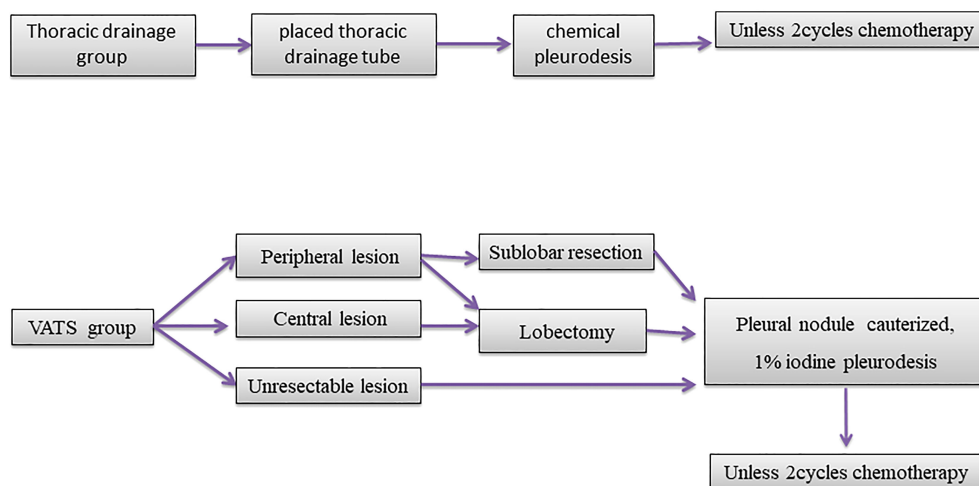 Thoracic drainage
group
placed thoracic
drainage tube
chemical
pleurodesis
Unless 2cycles chemotherapy
VATS group
Peripheral lesion
Central lesion
Unresectable lesion
Sublobar resection
Lobectomy
Pleural nodule cauterized,
1% iodine pleurodesis
Unless 2cycles chemotherapy